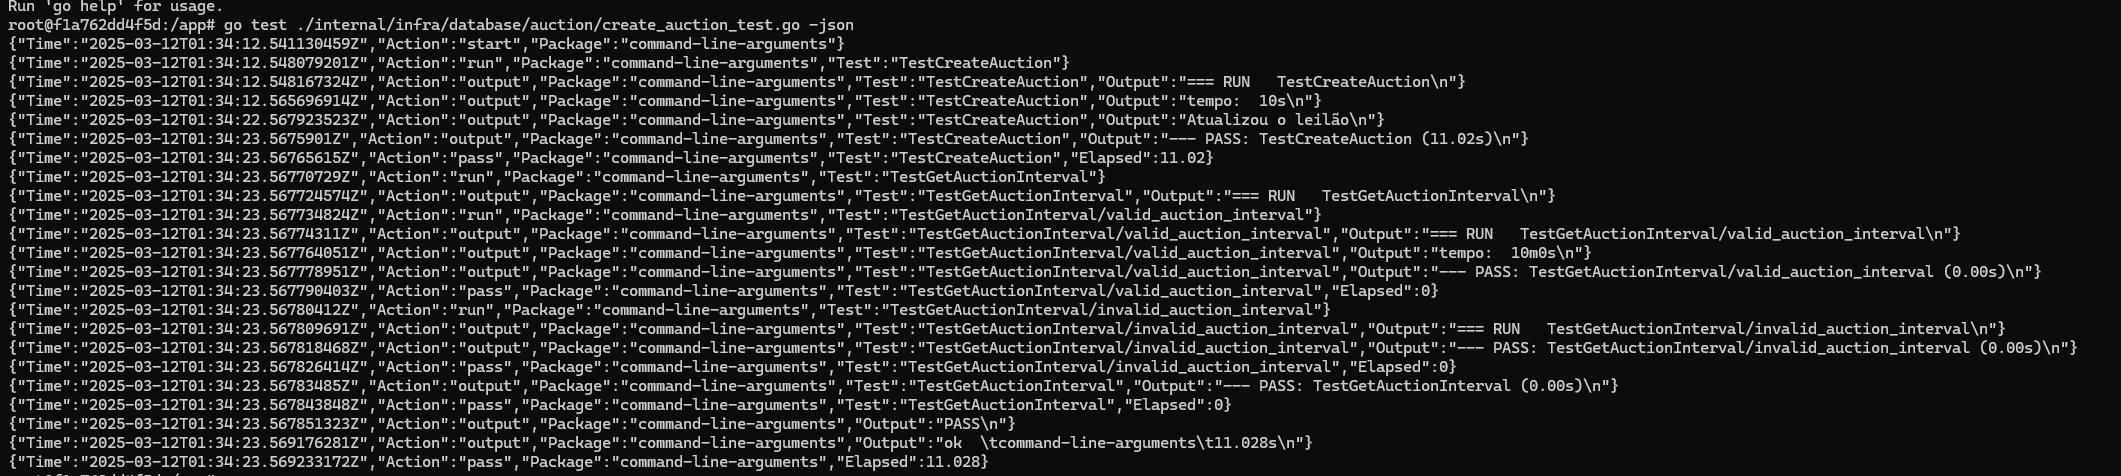 Run 'go help' for usage.
root@f1a762dd4f5d:/app# go test ./internal/infra/database/auction/create_auction_test.go -json
{"Time":"2025-03-12T01:34:12.541130459Z","Action":"start","Package":"command-line-arguments"}
{"Time":"2025-03-12T01:34:12.548079201Z","Action":"run","Package":"command-line-arguments","Test":"TestCreateAuction"}
{"Time":"2025-03-12T01:34:12.548167324Z","Action":"output","Package":"command-line-arguments","Test":"TestCreateAuction","Output":"=== RUN   TestCreateAuction\n"}
{"Time":"2025-03-12T01:34:12.565696914Z","Action":"output","Package":"command-line-arguments","Test":"TestCreateAuction","Output":"tempo:  10s\n"}
{"Time":"2025-03-12T01:34:22.567923523Z","Action":"output","Package":"command-line-arguments","Test":"TestCreateAuction","Output":"Atualizou o leilão\n"}
{"Time":"2025-03-12T01:34:23.5675901Z","Action":"output","Package":"command-line-arguments","Test":"TestCreateAuction","Output":"--- PASS: TestCreateAuction (11.02s)\n"}
{"Time":"2025-03-12T01:34:23.56765615Z","Action":"pass","Package":"command-line-arguments","Test":"TestCreateAuction","Elapsed":11.02}
{"Time":"2025-03-12T01:34:23.56770729Z","Action":"run","Package":"command-line-arguments","Test":"TestGetAuctionInterval"}
{"Time":"2025-03-12T01:34:23.567724574Z","Action":"output","Package":"command-line-arguments","Test":"TestGetAuctionInterval","Output":"=== RUN   TestGetAuctionInterval\n"}
{"Time":"2025-03-12T01:34:23.567734824Z","Action":"run","Package":"command-line-arguments","Test":"TestGetAuctionInterval/valid_auction_interval"}
{"Time":"2025-03-12T01:34:23.56774311Z","Action":"output","Package":"command-line-arguments","Test":"TestGetAuctionInterval/valid_auction_interval","Output":"=== RUN   TestGetAuctionInterval/valid_auction_interval\n"}
{"Time":"2025-03-12T01:34:23.567764051Z","Action":"output","Package":"command-line-arguments","Test":"TestGetAuctionInterval/valid_auction_interval","Output":"tempo:  10m0s\n"}
{"Time":"2025-03-12T01:34:23.567778951Z","Action":"output","Package":"command-line-arguments","Test":"TestGetAuctionInterval/valid_auction_interval","Output":"--- PASS: TestGetAuctionInterval/valid_auction_interval (0.00s)\n"}
{"Time":"2025-03-12T01:34:23.567790403Z","Action":"pass","Package":"command-line-arguments","Test":"TestGetAuctionInterval/valid_auction_interval","Elapsed":0}
{"Time":"2025-03-12T01:34:23.56780412Z","Action":"run","Package":"command-line-arguments","Test":"TestGetAuctionInterval/invalid_auction_interval"}
{"Time":"2025-03-12T01:34:23.567809691Z","Action":"output","Package":"command-line-arguments","Test":"TestGetAuctionInterval/invalid_auction_interval","Output":"=== RUN   TestGetAuctionInterval/invalid_auction_interval\n"}
{"Time":"2025-03-12T01:34:23.567818468Z","Action":"output","Package":"command-line-arguments","Test":"TestGetAuctionInterval/invalid_auction_interval","Output":"--- PASS: TestGetAuctionInterval/invalid_auction_interval (0.00s)\n"}
{"Time":"2025-03-12T01:34:23.567826414Z","Action":"pass","Package":"command-line-arguments","Test":"TestGetAuctionInterval/invalid_auction_interval","Elapsed":0}
{"Time":"2025-03-12T01:34:23.56783485Z","Action":"output","Package":"command-line-arguments","Test":"TestGetAuctionInterval","Output":"--- PASS: TestGetAuctionInterval (0.00s)\n"}
{"Time":"2025-03-12T01:34:23.567843848Z","Action":"pass","Package":"command-line-arguments","Test":"TestGetAuctionInterval","Elapsed":0}
{"Time":"2025-03-12T01:34:23.567851323Z","Action":"output","Package":"command-line-arguments","Output":"PASS\n"}
{"Time":"2025-03-12T01:34:23.569176281Z","Action":"output","Package":"command-line-arguments","Output":"ok  \tcommand-line-arguments\t11.028s\n"}
{"Time":"2025-03-12T01:34:23.569233172Z","Action":"pass","Package":"command-line-arguments","Elapsed":11.028}